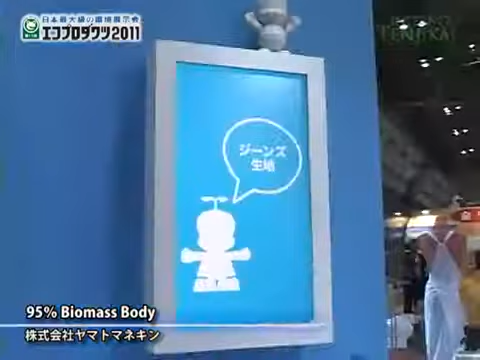 日本最大級の環境展示会
エコプロダクツ2011
TENJIKAI
ジーンズ
生地
95% Biomass Body
株式会社ヤマトマネキン